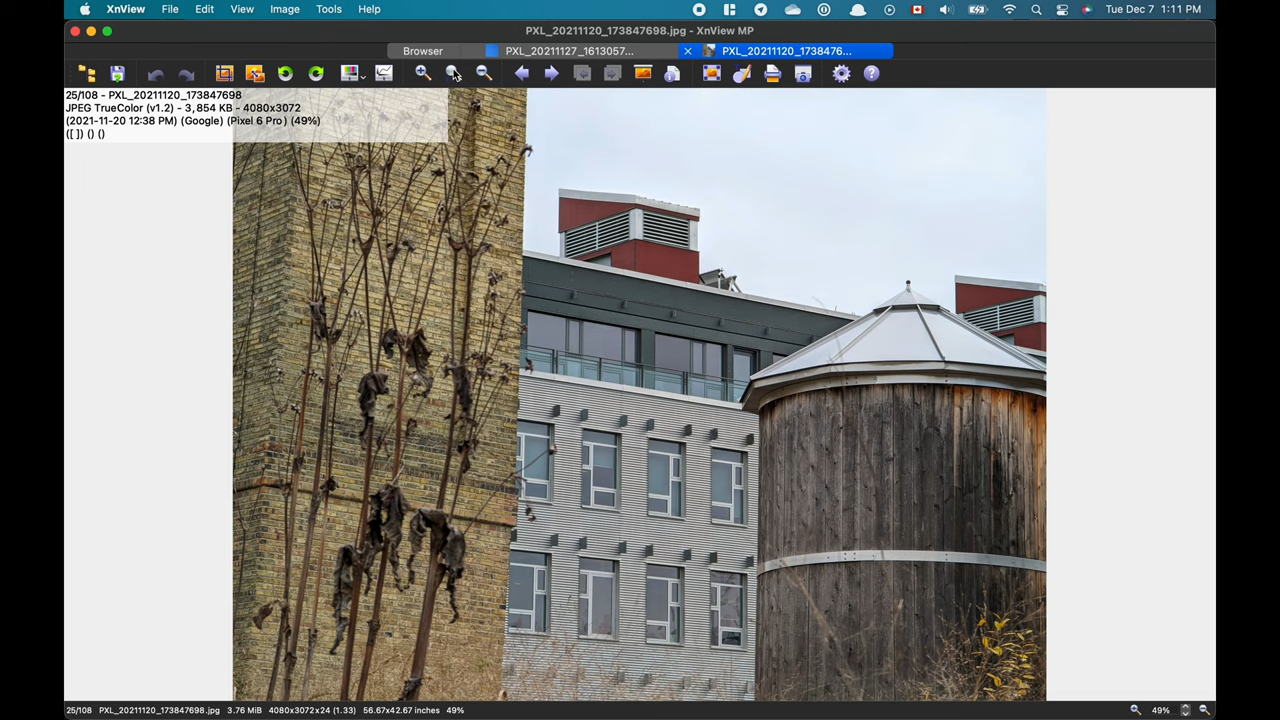 XnView File Edit View Image Tools Help Tue Dec 7 1:11 PM
PXL_20211120_173847698.jpg - XnView MP
Browser PXL_20211127_1613057... PXL_20211120_1738476...
25/108 - PXL_20211120_173847698
JPEG TrueColor (v1.2) - 3,854 KB - 4080x3072
(2021-11-20 12:38 PM) (Google) (Pixel 6 Pro) (49%)
([ ]) () ()
25/108 PXL_20211120_173847698.jpg 3.76 MiB 4080x3072x24 (1.33) 56.67x42.67 inches 49% 49%